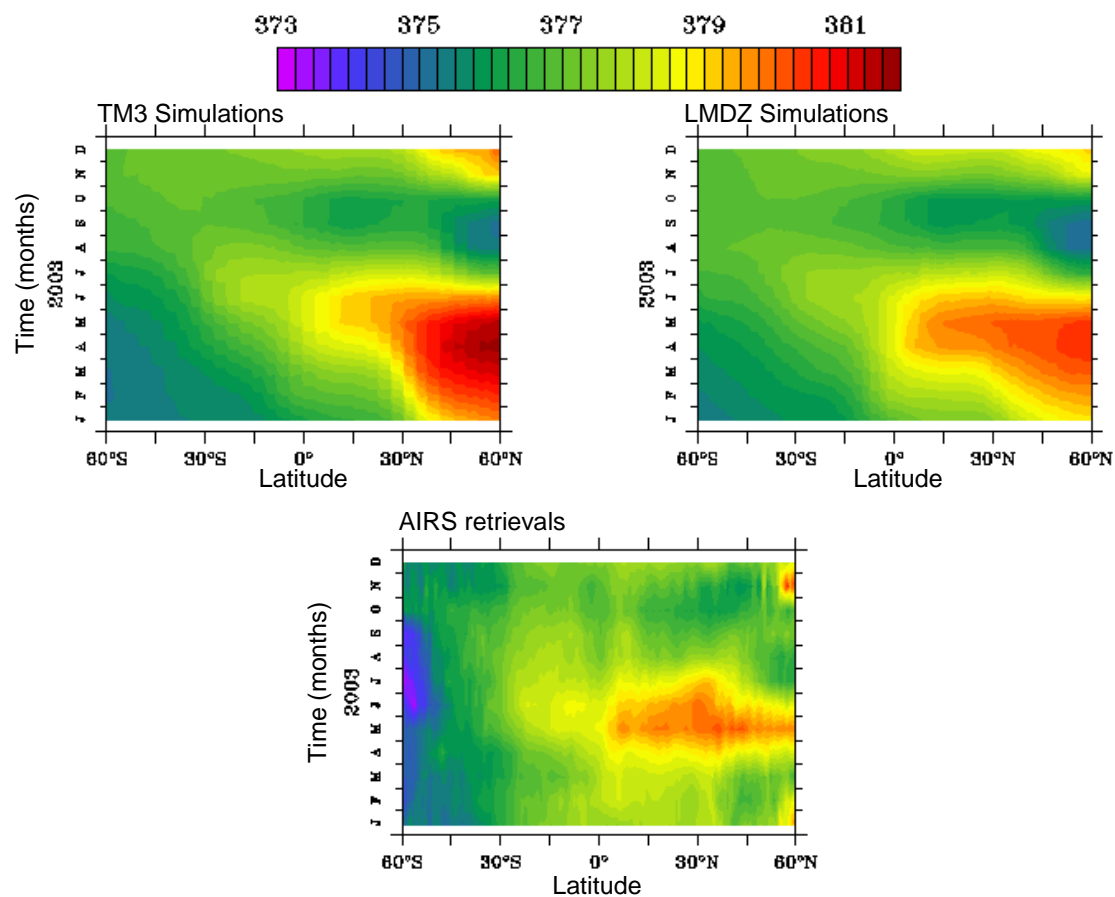 373 375 377 379 381
TM3 Simulations
LMDZ Simulations
Time (months)
2003
D
N
O
S
A
J
J
M
A
M
F
J
60°S 30°S 0° 30°N 60°N
Latitude
2003
D
N
O
S
A
J
J
M
A
M
F
J
60°S 30°S 0° 30°N 60°N
Latitude
AIRS retrievals
Time (months)
2003
D
N
O
S
A
J
J
M
A
M
F
J
60°S 30°S 0° 30°N 60°N
Latitude